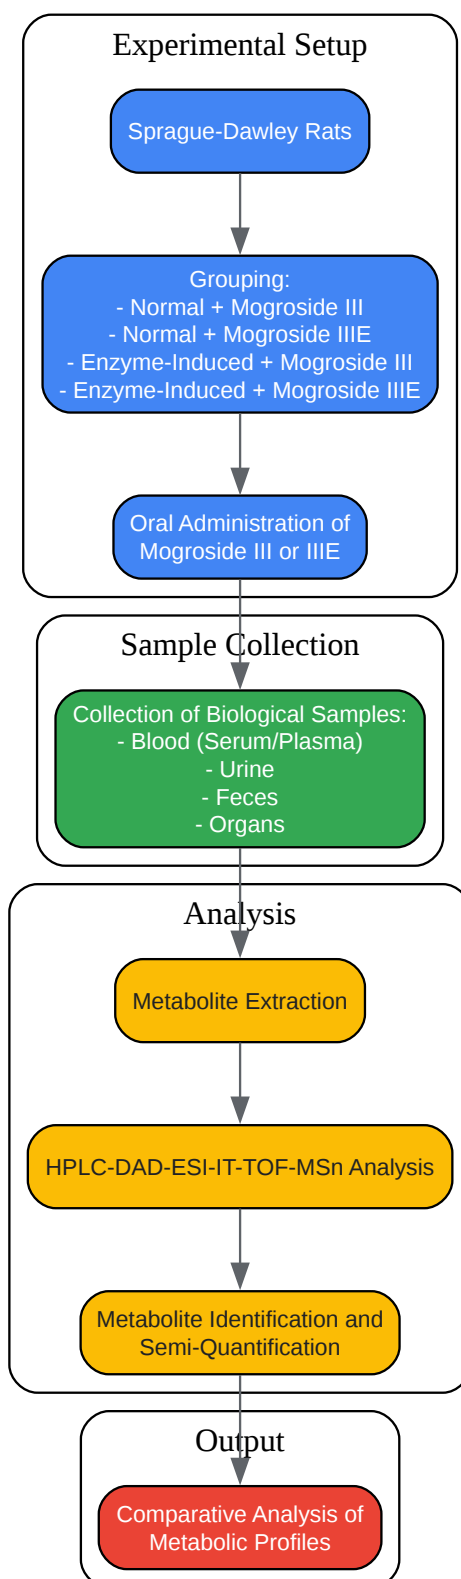 Experimental Setup
Sprague-Dawley Rats
Grouping:
- Normal + Mogroside III
- Normal + Mogroside IIIE
- Enzyme-Induced + Mogroside III
- Enzyme-Induced + Mogroside IIIE
Oral Administration of
Mogroside III or IIIE
Sample Collection
Collection of Biological Samples:
- Blood (Serum/Plasma)
- Urine
- Feces
- Organs
Analysis
Metabolite Extraction
HPLC-DAD-ESI-IT-TOF-MSn Analysis
Metabolite Identification and
Semi-Quantification
Output
Comparative Analysis of
Metabolic Profiles